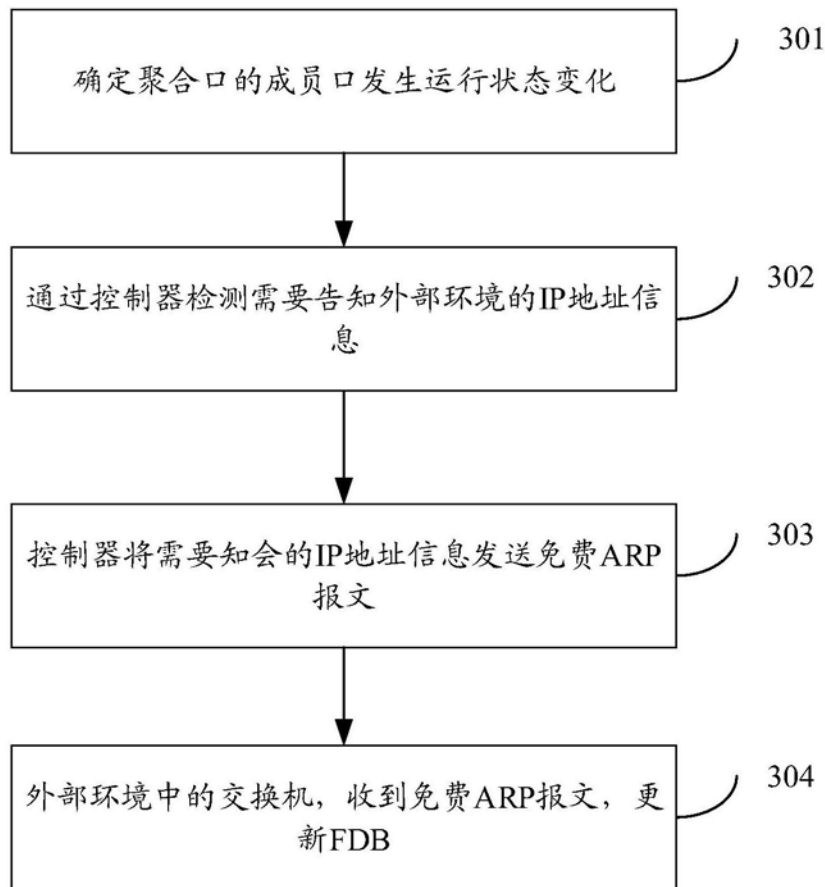 确定聚合口的成员口发生运行状态变化
301
通过控制器检测需要告知外部环境的IP地址信
息
302
控制器将需要知会的IP地址信息发送免费ARP
报文
303
外部环境中的交换机，收到免费ARP报文，更
新FDB
304